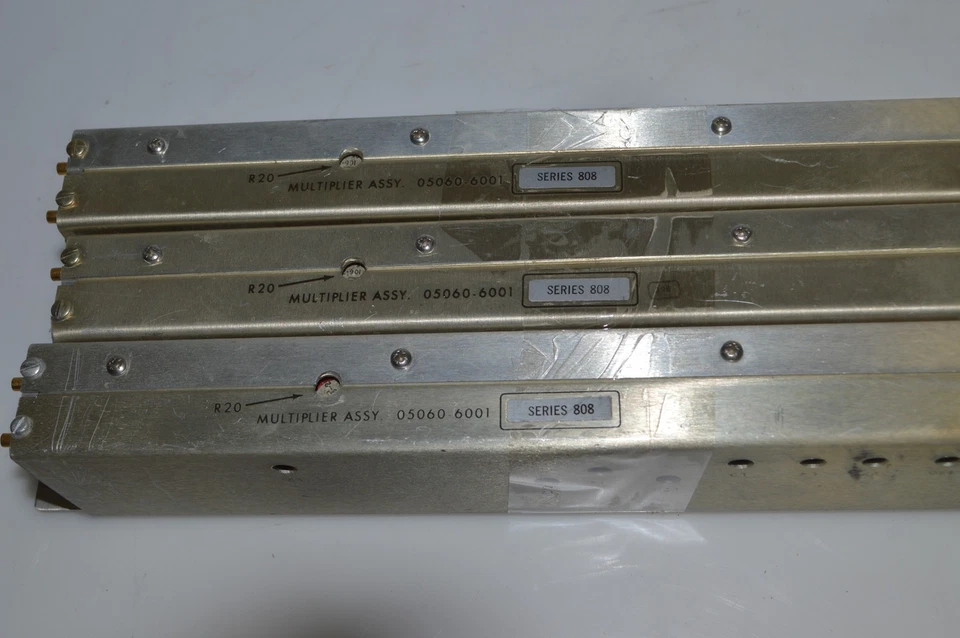 R20 MULTIPLIER ASSY. 05060-6001 SERIES 808
R20 MULTIPLIER ASSY. 05060-6001 SERIES 808
R20 MULTIPLIER ASSY. 05060 6001 SERIES 808